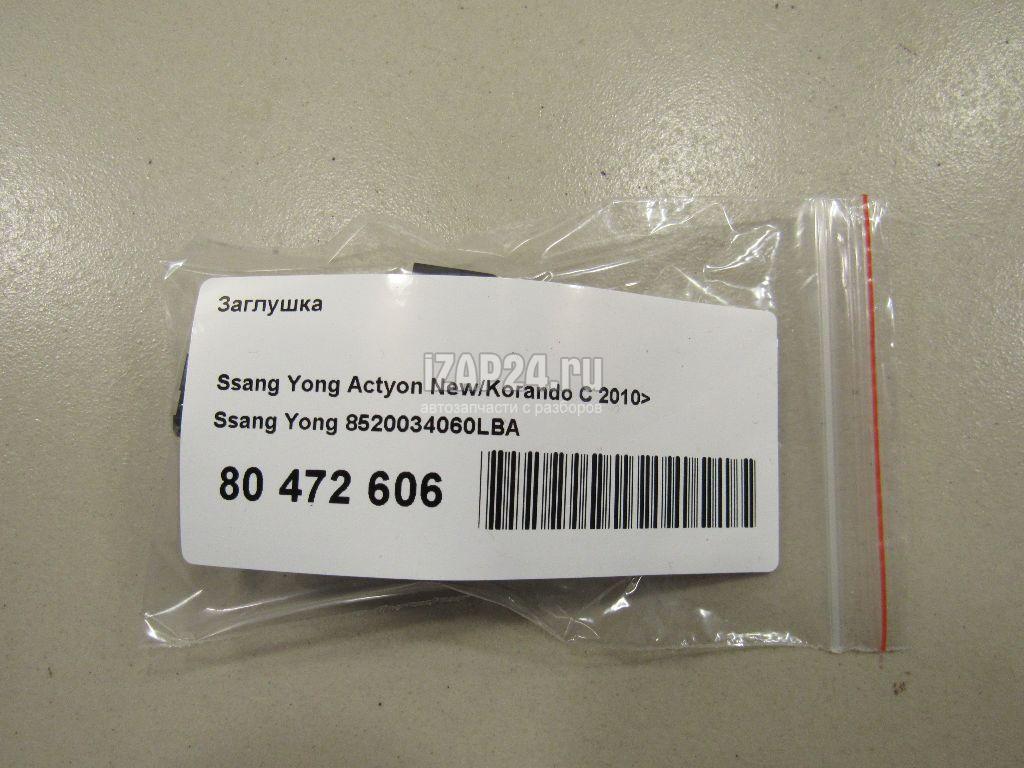 Заглушка
iZAP24.ru
Ssang Yong Actyon New/Korando C 2010>
автозапчасти с разборов
Ssang Yong 8520034060LBA
80 472 606